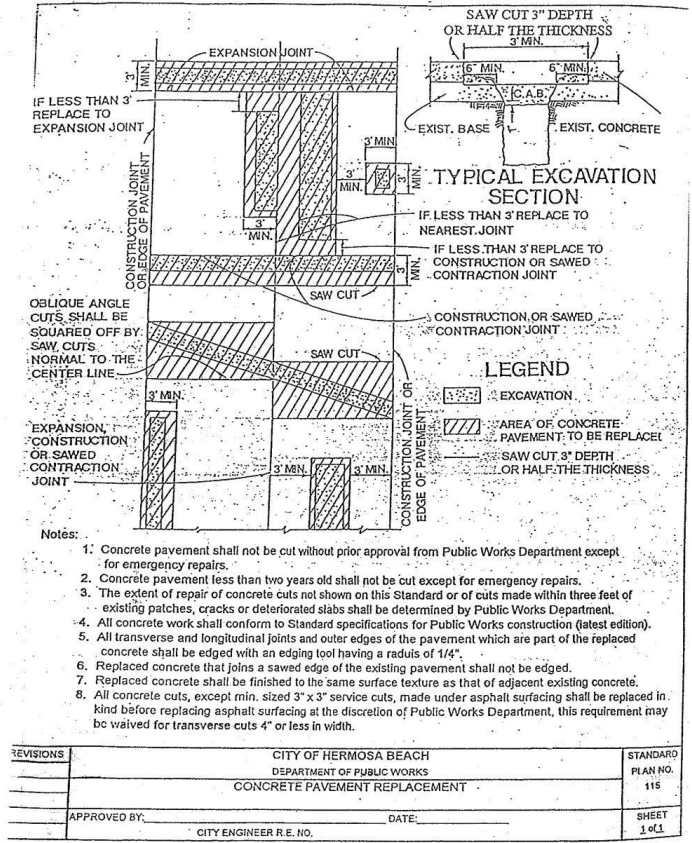 SAW CUT 3" DEPTH
OR HALF THE THICKNESS
3' MIN.
6" MIN.
6" MIN.
C.A.B.
EXIST. BASE
EXIST. CONCRETE
TYPICAL EXCAVATION
SECTION
EXPANSION JOINT
3'
MIN.
IF LESS THAN 3'
REPLACE TO
EXPANSION JOINT
CONSTRUCTION JOINT
OR EDGE OF PAVEMENT
3' MIN.
3'
MIN.
3'
MIN.
3'
MIN.
IF LESS THAN 3' REPLACE TO
NEAREST JOINT
IF LESS THAN 3' REPLACE TO
CONSTRUCTION OR SAWED
CONTRACTION JOINT
3'
MIN.
SAW CUT
CONSTRUCTION OR SAWED
CONTRACTION JOINT
OBLIQUE ANGLE
CUTS SHALL BE
SQUARED OFF BY
SAW CUTS
NORMAL TO THE
CENTER LINE
SAW CUT
3' MIN.
EXPANSION,
CONSTRUCTION
OR SAWED
CONTRACTION
JOINT
3' MIN.
3' MIN.
CONSTRUCTION JOINT OR
EDGE OF PAVEMENT
LEGEND
EXCAVATION
AREA OF CONCRETE
PAVEMENT TO BE REPLACE
SAW CUT 3" DEPTH
OR HALF THE THICKNESS
Notes:
1. Concrete pavement shall not be cut without prior approval from Public Works Department except
for emergency repairs.
2. Concrete pavement less than two years old shall not be cut except for emergency repairs.
3. The extent of repair of concrete cuts not shown on this Standard or of cuts made within three feet of
existing patches, cracks or deteriorated slabs shall be determined by Public Works Department.
4. All concrete work shall conform to Standard specifications for Public Works construction (latest edition).
5. All transverse and longitudinal joints and outer edges of the pavement which are part of the replaced
concrete shall be edged with an edging tool having a raduis of 1/4".
6. Replaced concrete that joins a sawed edge of the existing pavement shall not be edged.
7. Replaced concrete shall be finished to the same surface texture as that of adjacent existing concrete.
8. All concrete cuts, except min. sized 3" x 3" service cuts, made under asphalt surfacing shall be replaced in
kind before replacing asphalt surfacing at the discretion of Public Works Department, this requirement may
be waived for transverse cuts 4" or less in width.
REVISIONS
CITY OF HERMOSA BEACH
DEPARTMENT OF PUBLIC WORKS
CONCRETE PAVEMENT REPLACEMENT
STANDARD
PLAN NO.
115
APPROVED BY:
DATE:
CITY ENGINEER R.E. NO.
SHEET
1 of 1